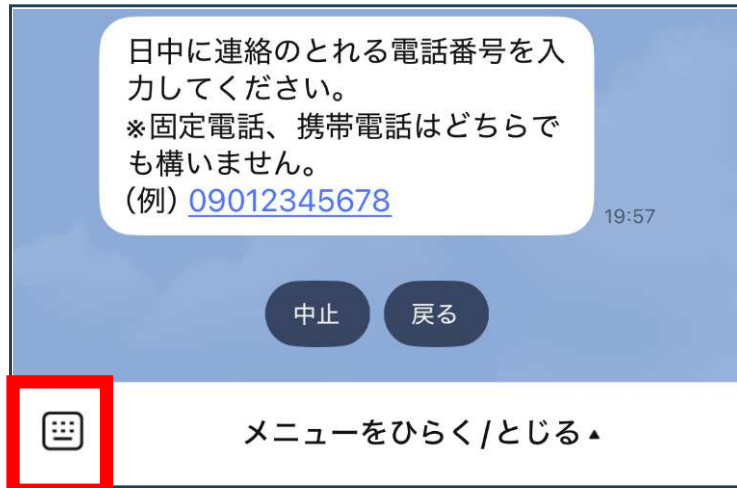 日中に連絡のとれる電話番号を入
力してください。
※固定電話、携帯電話はどちらで
も構いません。
(例) 09012345678
19:57
中止 戻る
メニューをひらく/とじる▲